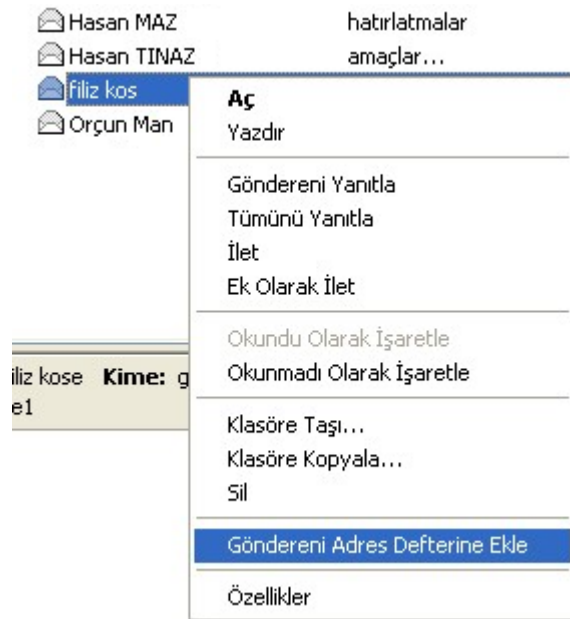 Hasan MAZ hatırlatmalar
Hasan TINAZ amaçlar...
filiz kos
Orçun Man
Aç
Yazdır
Göndereni Yanıtla
Tümünü Yanıtla
İlet
Ek Olarak İlet
Okundu Olarak İşaretle
Okunmadı Olarak İşaretle
iliz kose Kime: g
e1
Klasöre Taşı...
Klasöre Kopyala...
Sil
Göndereni Adres Defterine Ekle
Özellikler